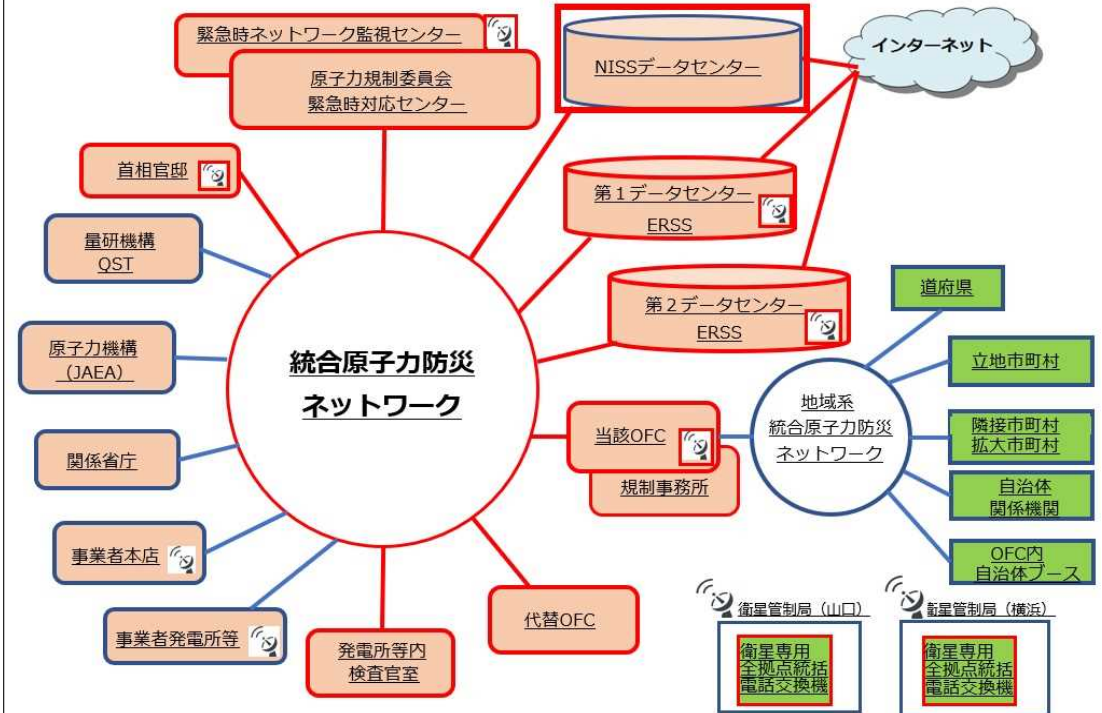 緊急時ネットワーク監視センター
原子力規制委員会
緊急時対応センター
NISSデータセンター
インターネット
首相官邸
第１データセンター
ERSS
量研機構
QST
第２データセンター
ERSS
道府県
原子力機構
（JAEA）
統合原子力防災
ネットワーク
立地市町村
地域系
統合原子力防災
ネットワーク
当該OFC
規制事務所
隣接市町村
拡大市町村
関係省庁
自治体
関係機関
事業者本店
OFC内
自治体ブース
事業者発電所等
代替OFC
発電所等内
検査官室
衛星管制局（山口）
衛星専用
全拠点統括
電話交換機
衛星管制局（横浜）
衛星専用
全拠点統括
電話交換機